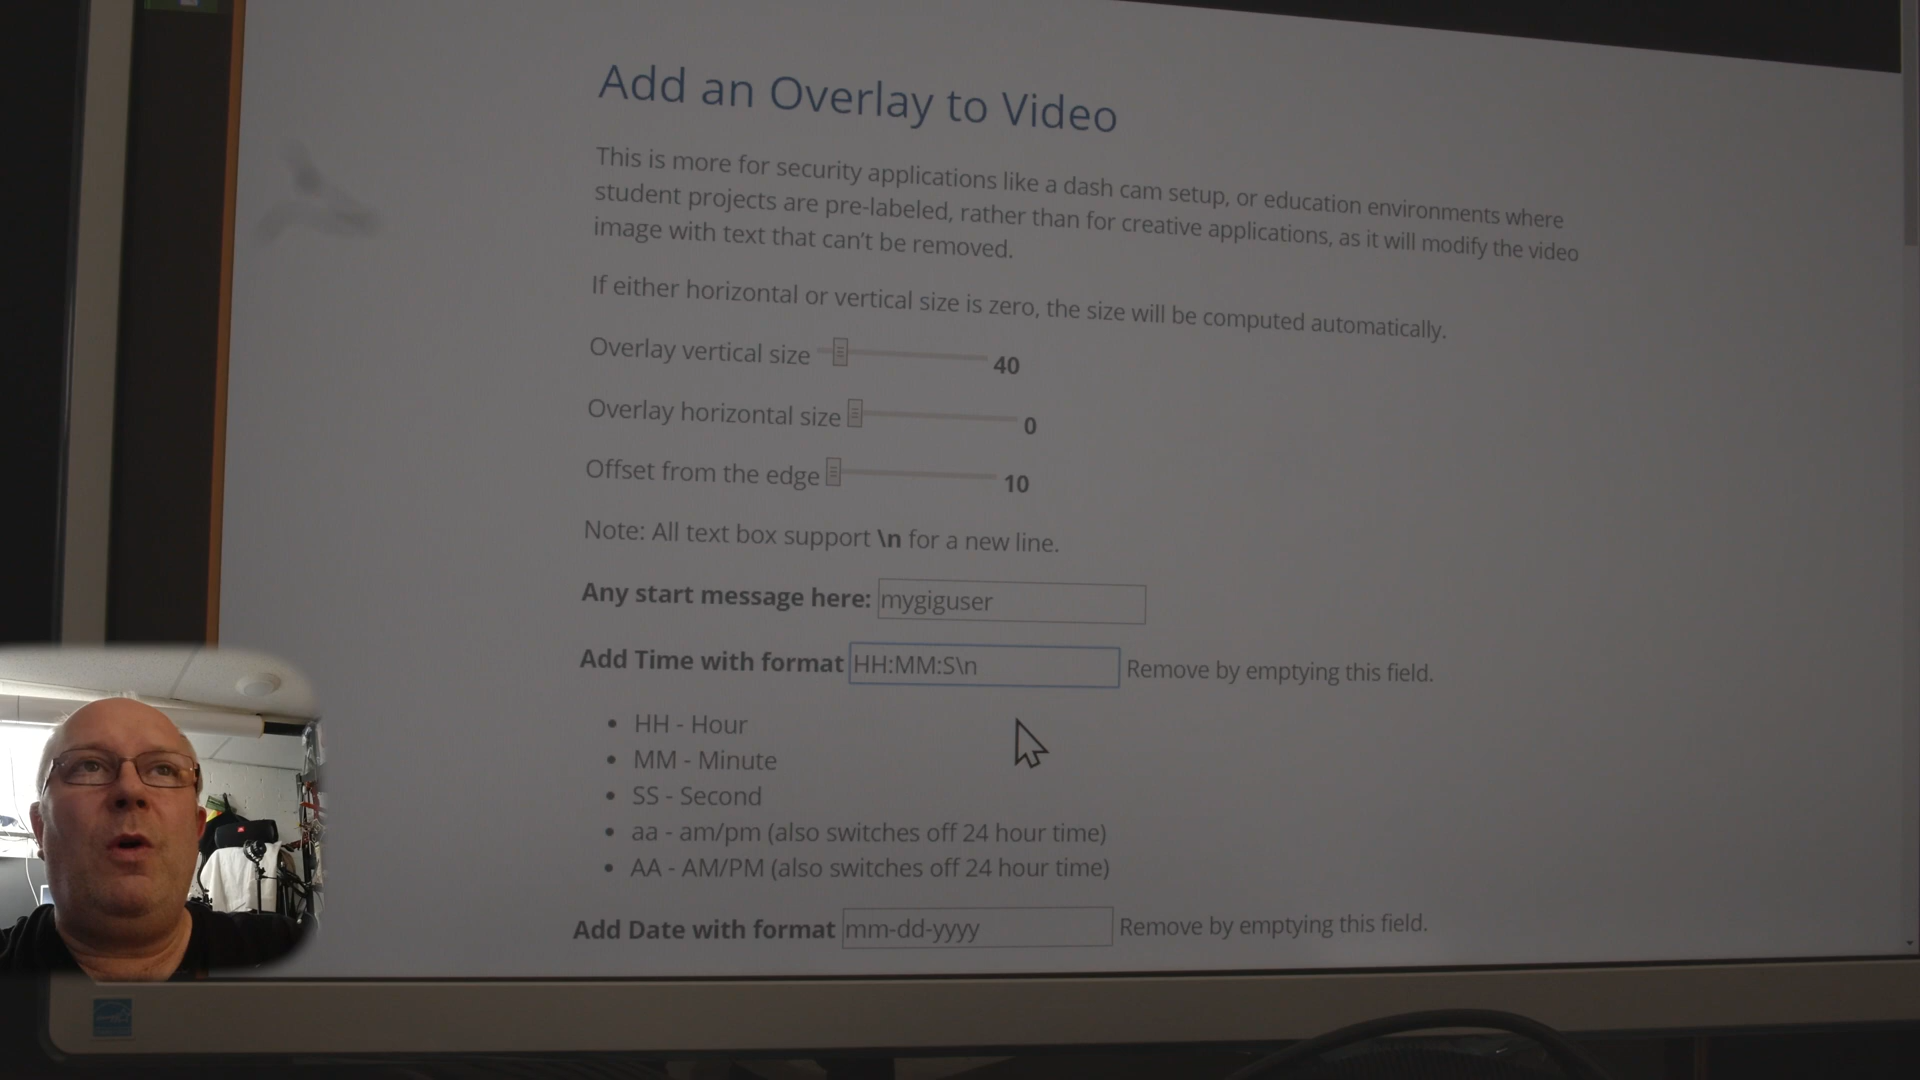 Add an Overlay to Video
This is more for security applications like a dash cam setup, or education environments where
student projects are pre-labeled, rather than for creative applications, as it will modify the video
image with text that can't be removed.
If either horizontal or vertical size is zero, the size will be computed automatically.
Overlay vertical size 40
Overlay horizontal size 0
Offset from the edge 10
Note: All text box support \n for a new line.
Any start message here: mygiguser
Add Time with format HH:MM:S\n Remove by emptying this field.
• HH - Hour
• MM - Minute
• SS - Second
• aa - am/pm (also switches off 24 hour time)
• AA - AM/PM (also switches off 24 hour time)
Add Date with format mm-dd-yyyy Remove by emptying this field.